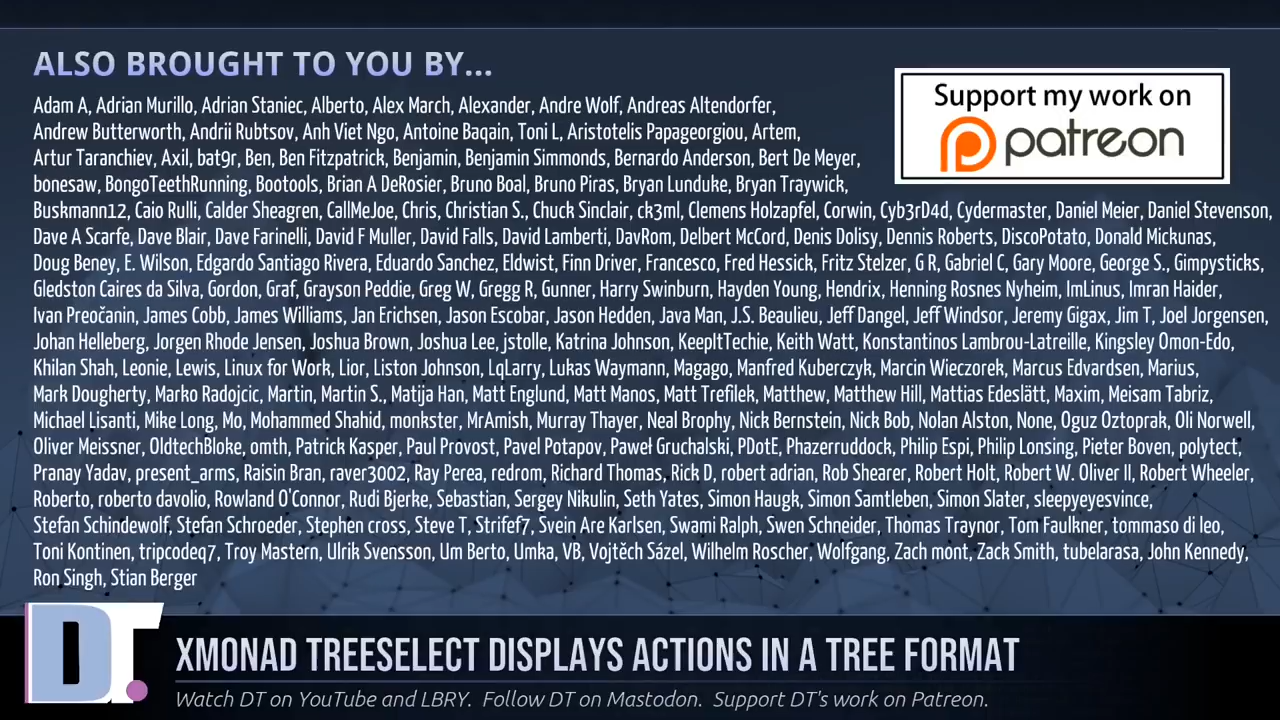 ALSO BROUGHT TO YOU BY...
Support my work on
patreon
Adam A, Adrian Murillo, Adrian Staniec, Alberto, Alex March, Alexander, Andre Wolf, Andreas Altendorfer,
Andrew Butterworth, Andrii Rubtsov, Anh Viet Ngo, Antoine Baqain, Toni L, Aristotelis Papageorgiou, Artem,
Artur Taranchiev, Axil, bat9r, Ben, Ben Fitzpatrick, Benjamin, Benjamin Simmonds, Bernardo Anderson, Bert De Meyer,
bonesaw, BongoTeethRunning, Bootools, Brian A DeRosier, Bruno Boal, Bruno Piras, Bryan Lunduke, Bryan Traywick,
Buskmann12, Caio Rulli, Calder Sheagren, CallMeJoe, Chris, Christian S., Chuck Sinclair, ck3ml, Clemens Holzapfel, Corwin, Cyb3rD4d, Cydermaster, Daniel Meier, Daniel Stevenson,
Dave A Scarfe, Dave Blair, Dave Farinelli, David F Muller, David Falls, David Lamberti, DavRom, Delbert McCord, Denis Dolisy, Dennis Roberts, DiscoPotato, Donald Mickunas,
Doug Beney, E. Wilson, Edgardo Santiago Rivera, Eduardo Sanchez, Eldwist, Finn Driver, Francesco, Fred Hessick, Fritz Stelzer, G R, Gabriel C, Gary Moore, George S., Gimpysticks,
Gledston Caires da Silva, Gordon, Graf, Grayson Peddie, Greg W, Gregg R, Gunner, Harry Swinburn, Hayden Young, Hendrix, Henning Rosnes Nyheim, ImLinus, Imran Haider,
Ivan Preočanin, James Cobb, James Williams, Jan Erichsen, Jason Escobar, Jason Hedden, Java Man, J.S. Beaulieu, Jeff Dangel, Jeff Windsor, Jeremy Gigax, Jim T, Joel Jorgensen,
Johan Helleberg, Jorgen Rhode Jensen, Joshua Brown, Joshua Lee, jstolle, Katrina Johnson, KeepItTechie, Keith Watt, Konstantinos Lambrou-Latreille, Kingsley Omon-Edo,
Khilan Shah, Leonie, Lewis, Linux for Work, Lior, Liston Johnson, LqLarry, Lukas Waymann, Magago, Manfred Kuberczyk, Marcin Wieczorek, Marcus Edvardsen, Marius,
Mark Dougherty, Marko Radojcic, Martin, Martin S., Matija Han, Matt Englund, Matt Manos, Matt Trefilek, Matthew, Matthew Hill, Mattias Edeslätt, Maxim, Meisam Tabriz,
Michael Lisanti, Mike Long, Mo, Mohammed Shahid, monkster, MrAmish, Murray Thayer, Neal Brophy, Nick Bernstein, Nick Bob, Nolan Alston, None, Oguz Oztoprak, Oli Norwell,
Oliver Meissner, OldtechBloke, omth, Patrick Kasper, Paul Provost, Pavel Potapov, Paweł Gruchalski, PDotE, Phazerruddock, Philip Espi, Philip Lonsing, Pieter Boven, polytect,
Pranay Yadav, present_arms, Raisin Bran, raver3002, Ray Perea, redrom, Richard Thomas, Rick D, robert adrian, Rob Shearer, Robert Holt, Robert W. Oliver II, Robert Wheeler,
Roberto, roberto davolio, Rowland O'Connor, Rudi Bjerke, Sebastian, Sergey Nikulin, Seth Yates, Simon Haugk, Simon Samtleben, Simon Slater, sleepyeyesvince,
Stefan Schindewolf, Stefan Schroeder, Stephen cross, Steve T, Strifef7, Svein Are Karlsen, Swami Ralph, Swen Schneider, Thomas Traynor, Tom Faulkner, tommaso di leo,
Toni Kontinen, tripcodeq7, Troy Mastern, Ulrik Svensson, Um Berto, Umka, VB, Vojtěch Sázel, Wilhelm Roscher, Wolfgang, Zach mont, Zack Smith, tubelarasa, John Kennedy,
Ron Singh, Stian Berger
DT.
XMONAD TREESELECT DISPLAYS ACTIONS IN A TREE FORMAT
Watch DT on YouTube and LBRY. Follow DT on Mastodon. Support DT's work on Patreon.